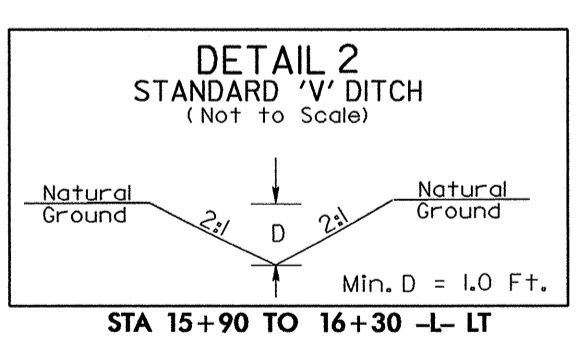 DETAIL 2
STANDARD 'V' DITCH
(Not to Scale)
Natural
Ground
2:1
D
2:1
Natural
Ground
Min. D = 1.0 Ft.
STA 15+90 TO 16+30 -L- LT